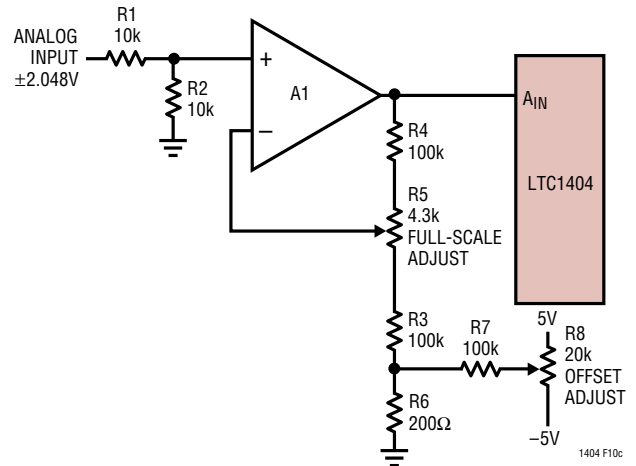 R1
10k
ANALOG
INPUT
±2.048V
R2
10k
+
–
A1
R4
100k
R5
4.3k
FULL-SCALE
ADJUST
R3
100k
R7
100k
R6
200Ω
AIN
LTC1404
5V
R8
20k
OFFSET
ADJUST
–5V
1404 F10c